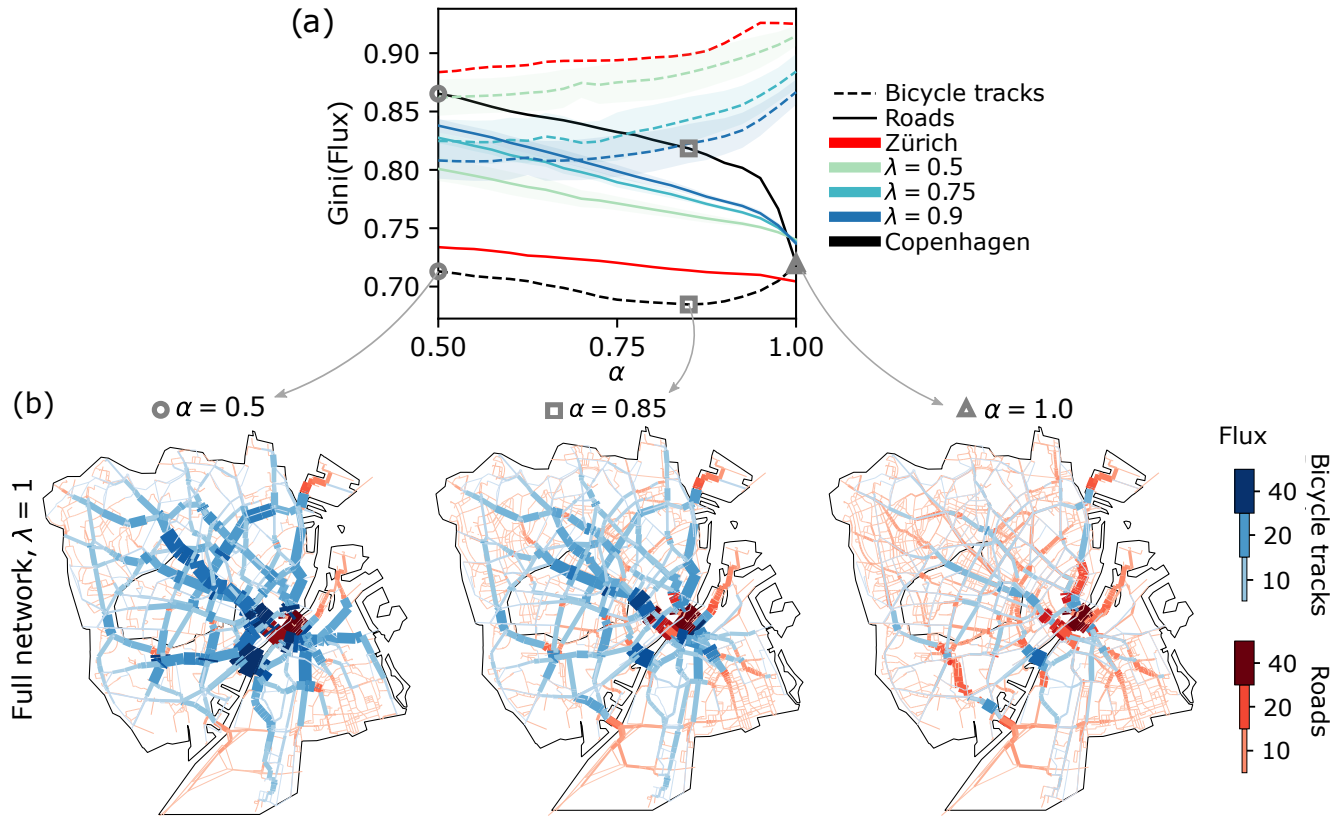 (a)
Gini(Flux)
0.90
0.85
0.80
0.75
0.70
0.50
0.75
1.00
α
Bicycle tracks
Roads
Zürich
λ = 0.5
λ = 0.75
λ = 0.9
Copenhagen
(b)
α = 0.5
α = 0.85
α = 1.0
Full network, λ = 1
Flux
40
20
10
Bicycle tracks
40
20
10
Roads